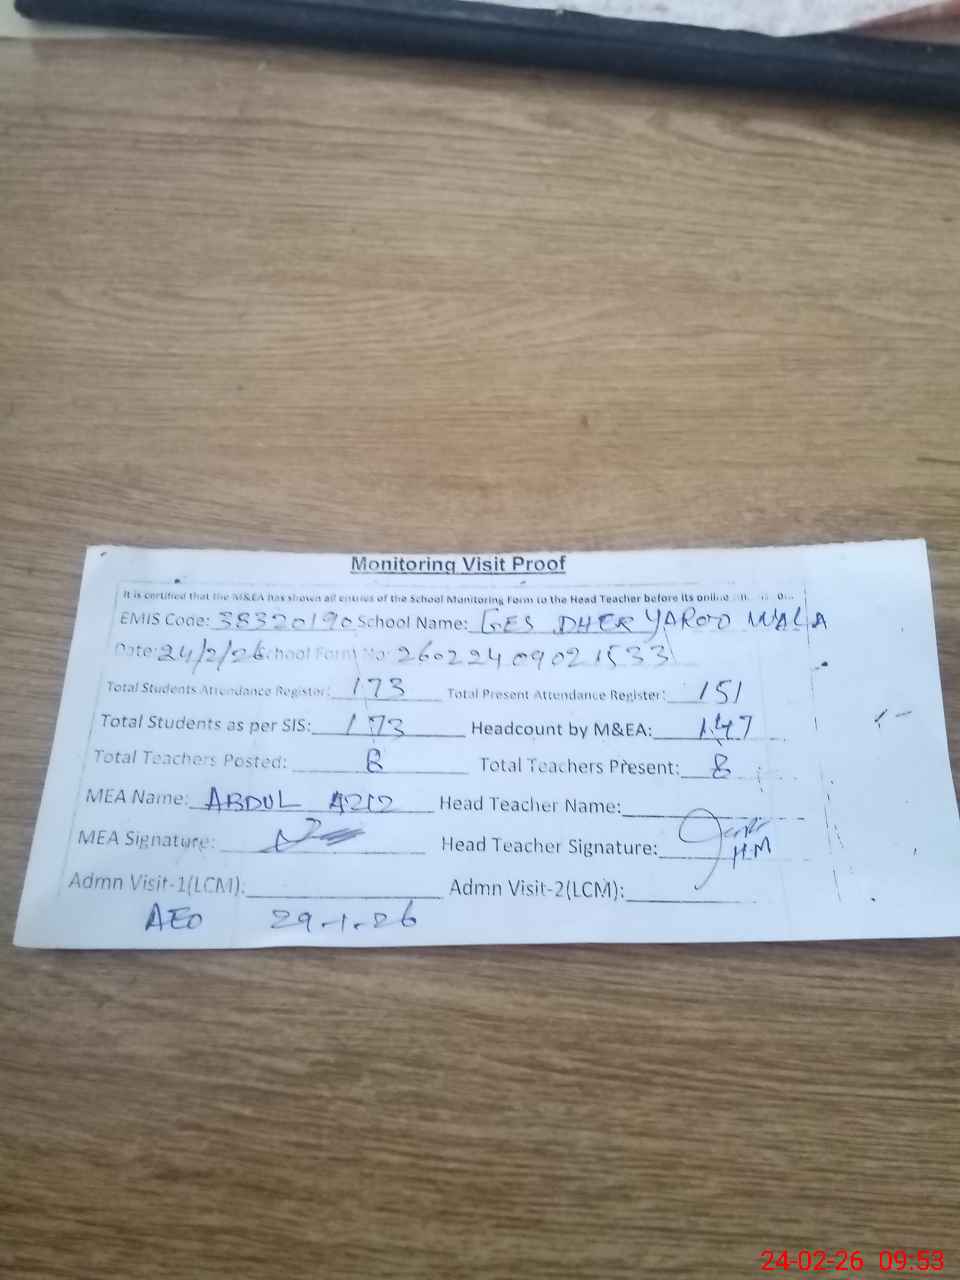 Monitoring Visit Proof
It is certified that the M&EA has shown all entries of the School Monitoring Form to the Head Teacher before its online
EMIS Code: 38320190 School Name: GES DHER YAROO WALA
Date: 24/2/26 School Form No: 26022409021533
Total Students Attendance Register: 173 Total Present Attendance Register: 151
Total Students as per SIS: 173 Headcount by M&EA: 147
Total Teachers Posted: 8 Total Teachers Present: 8
MEA Name: ABDUL AZIZ Head Teacher Name:
MEA Signature: Head Teacher Signature: H.M
Admn Visit-1(LCM): Admn Visit-2(LCM):
AEO 29-1-26
24-02-26 09:53